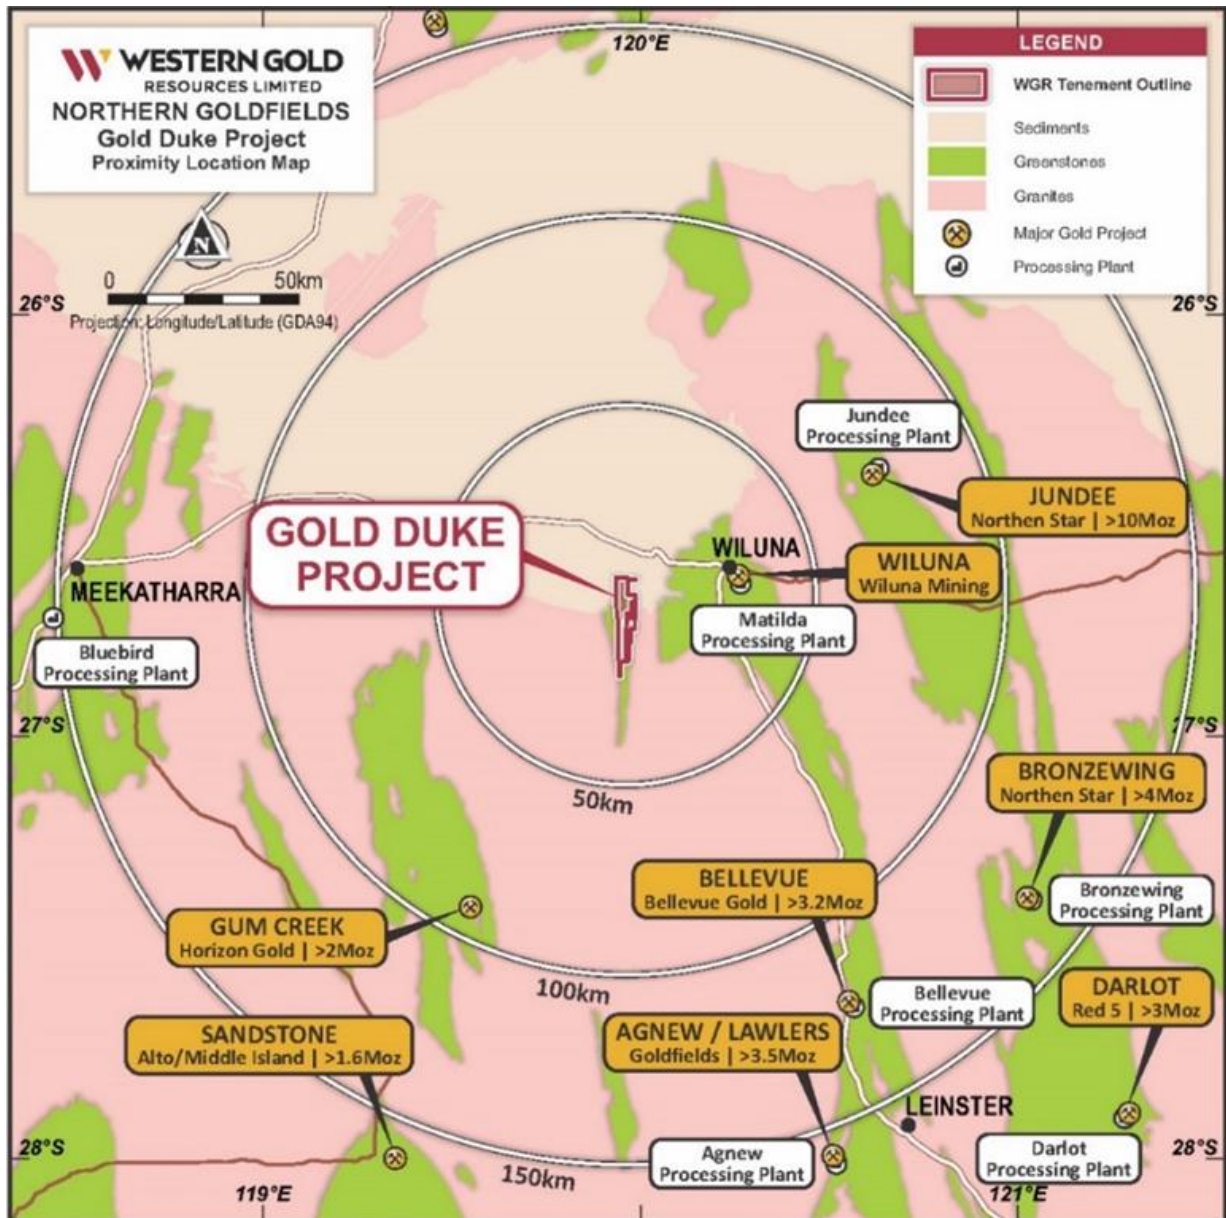 WESTERN GOLD
RESOURCES LIMITED
NORTHERN GOLDFIELDS
Gold Duke Project
Proximity Location Map
120°E
LEGEND
WGR Tenement Outline
Sediments
Greenstones
Granites
Major Gold Project
Processing Plant
N
0 50km
Projection: Longitude/Latitude (GDA94)
26°S
26°S
Jundee
Processing Plant
JUNDEE
Northen Star | >10Moz
GOLD DUKE
PROJECT
WILUNA
WILUNA
Wiluna Mining
MEEKATHARRA
Matilda
Processing Plant
Bluebird
Processing Plant
27°S
27°S
50km
BRONZEWING
Northen Star | >4Moz
BELLEVUE
Bellevue Gold | >3.2Moz
Bronzewing
Processing Plant
GUM CREEK
Horizon Gold | >2Moz
100km
Bellevue
Processing Plant
DARLOT
Red 5 | >3Moz
SANDSTONE
Alto/Middle Island | >1.6Moz
AGNEW / LAWLERS
Goldfields | >3.5Moz
LEINSTER
28°S
28°S
Agnew
Processing Plant
Darlot
Processing Plant
150km
119°E
121°E